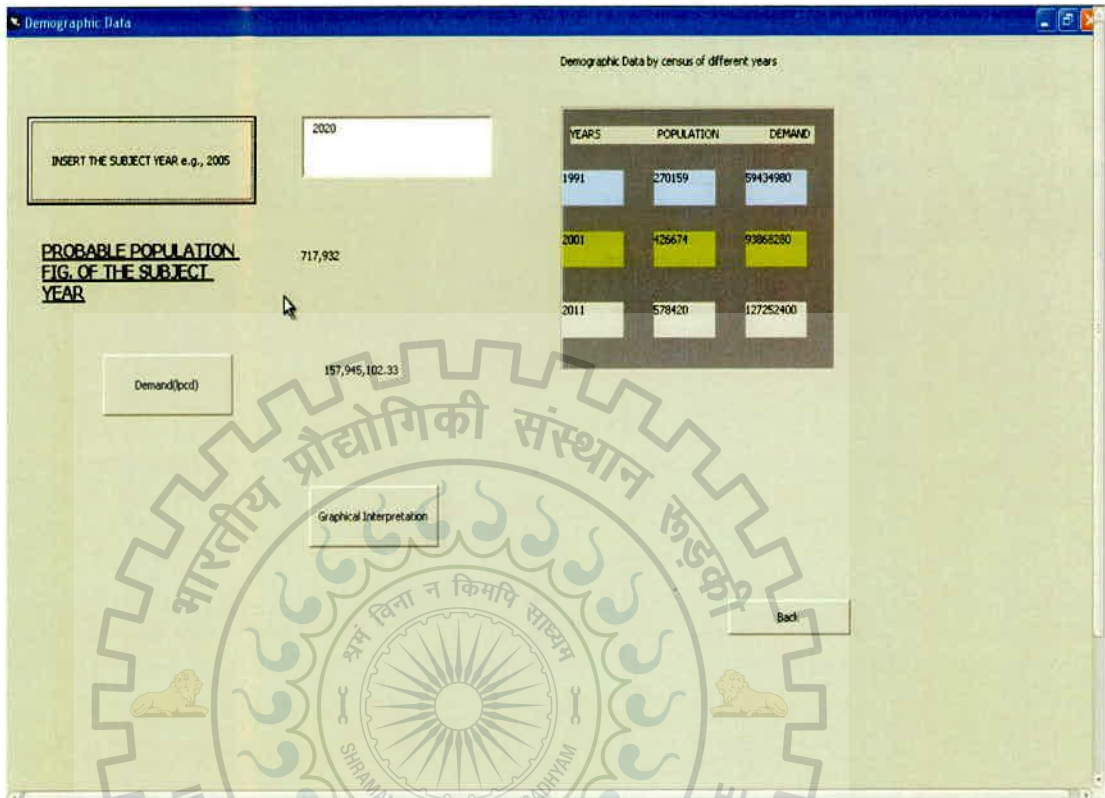 Demographic Data
Demographic Data by census of different years
INSERT THE SUBJECT YEAR e.g., 2005
2020
YEARS POPULATION DEMAND
1991 270159 59434980
2001 426674 93868280
2011 578420 127252400
PROBABLE POPULATION
FIG. OF THE SUBJECT
YEAR
717,932
Demand(lpcd)
157,945,102.33
Graphical Interpretation
Back
भारतीय प्रौद्योगिकी संस्थान रुड़की
श्रमं विना न किमपि साध्यम